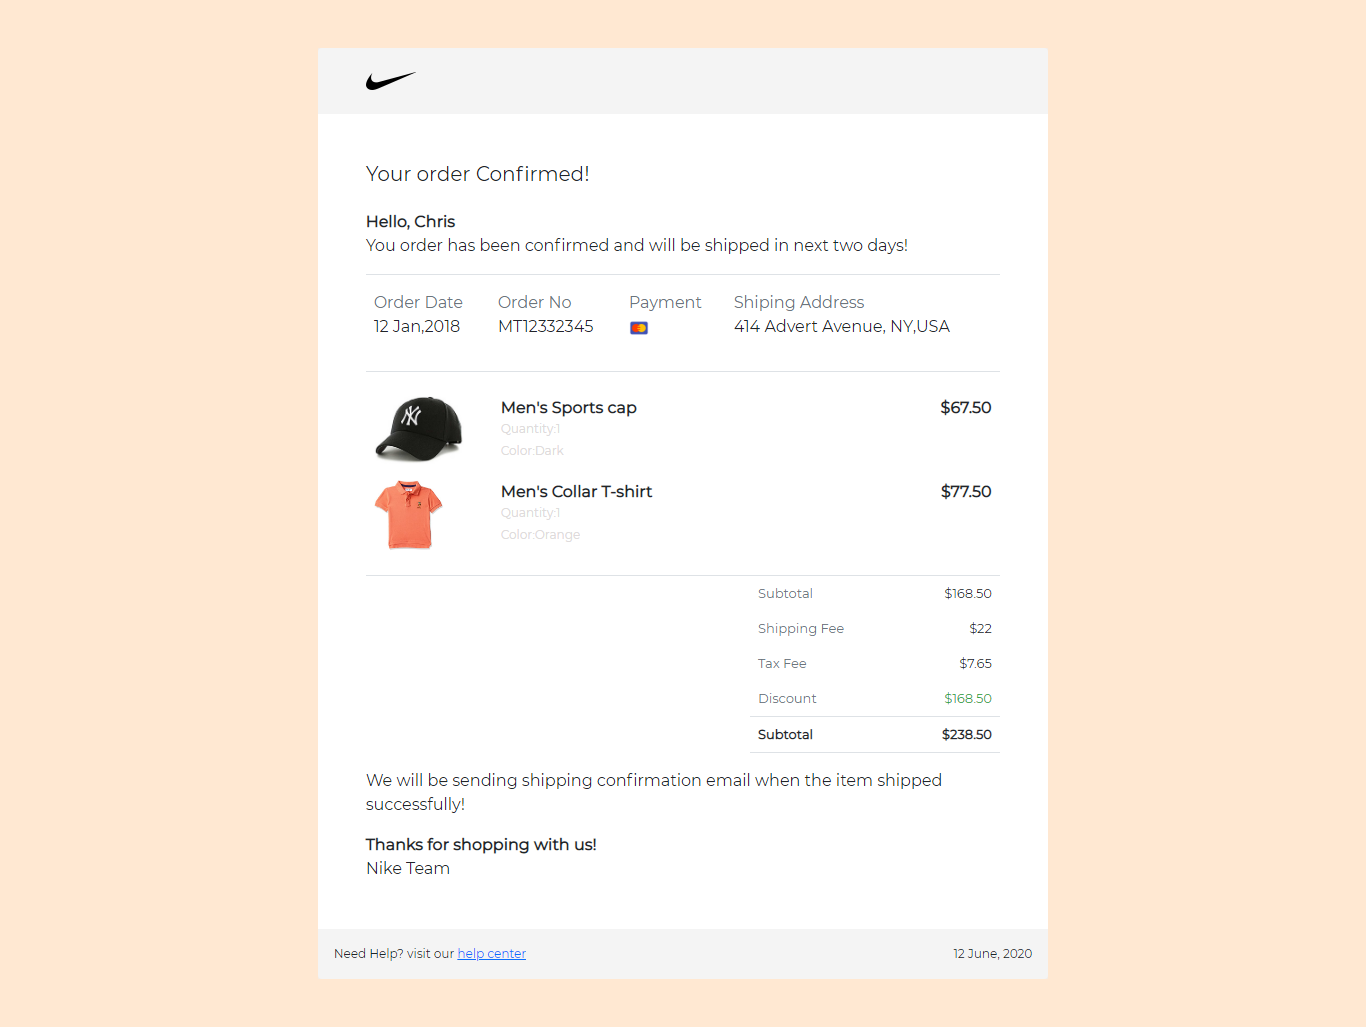 Your order Confirmed!
Hello, Chris
You order has been confirmed and will be shipped in next two days!
Order Date Order No Payment Shiping Address
12 Jan,2018 MT12332345 414 Advert Avenue, NY,USA
NY
Men's Sports cap $67.50
Quantity:1
Color:Dark
Men's Collar T-shirt $77.50
Quantity:1
Color:Orange
Subtotal $168.50
Shipping Fee $22
Tax Fee $7.65
Discount $168.50
Subtotal $238.50
We will be sending shipping confirmation email when the item shipped
successfully!
Thanks for shopping with us!
Nike Team
Need Help? visit our help center 12 June, 2020